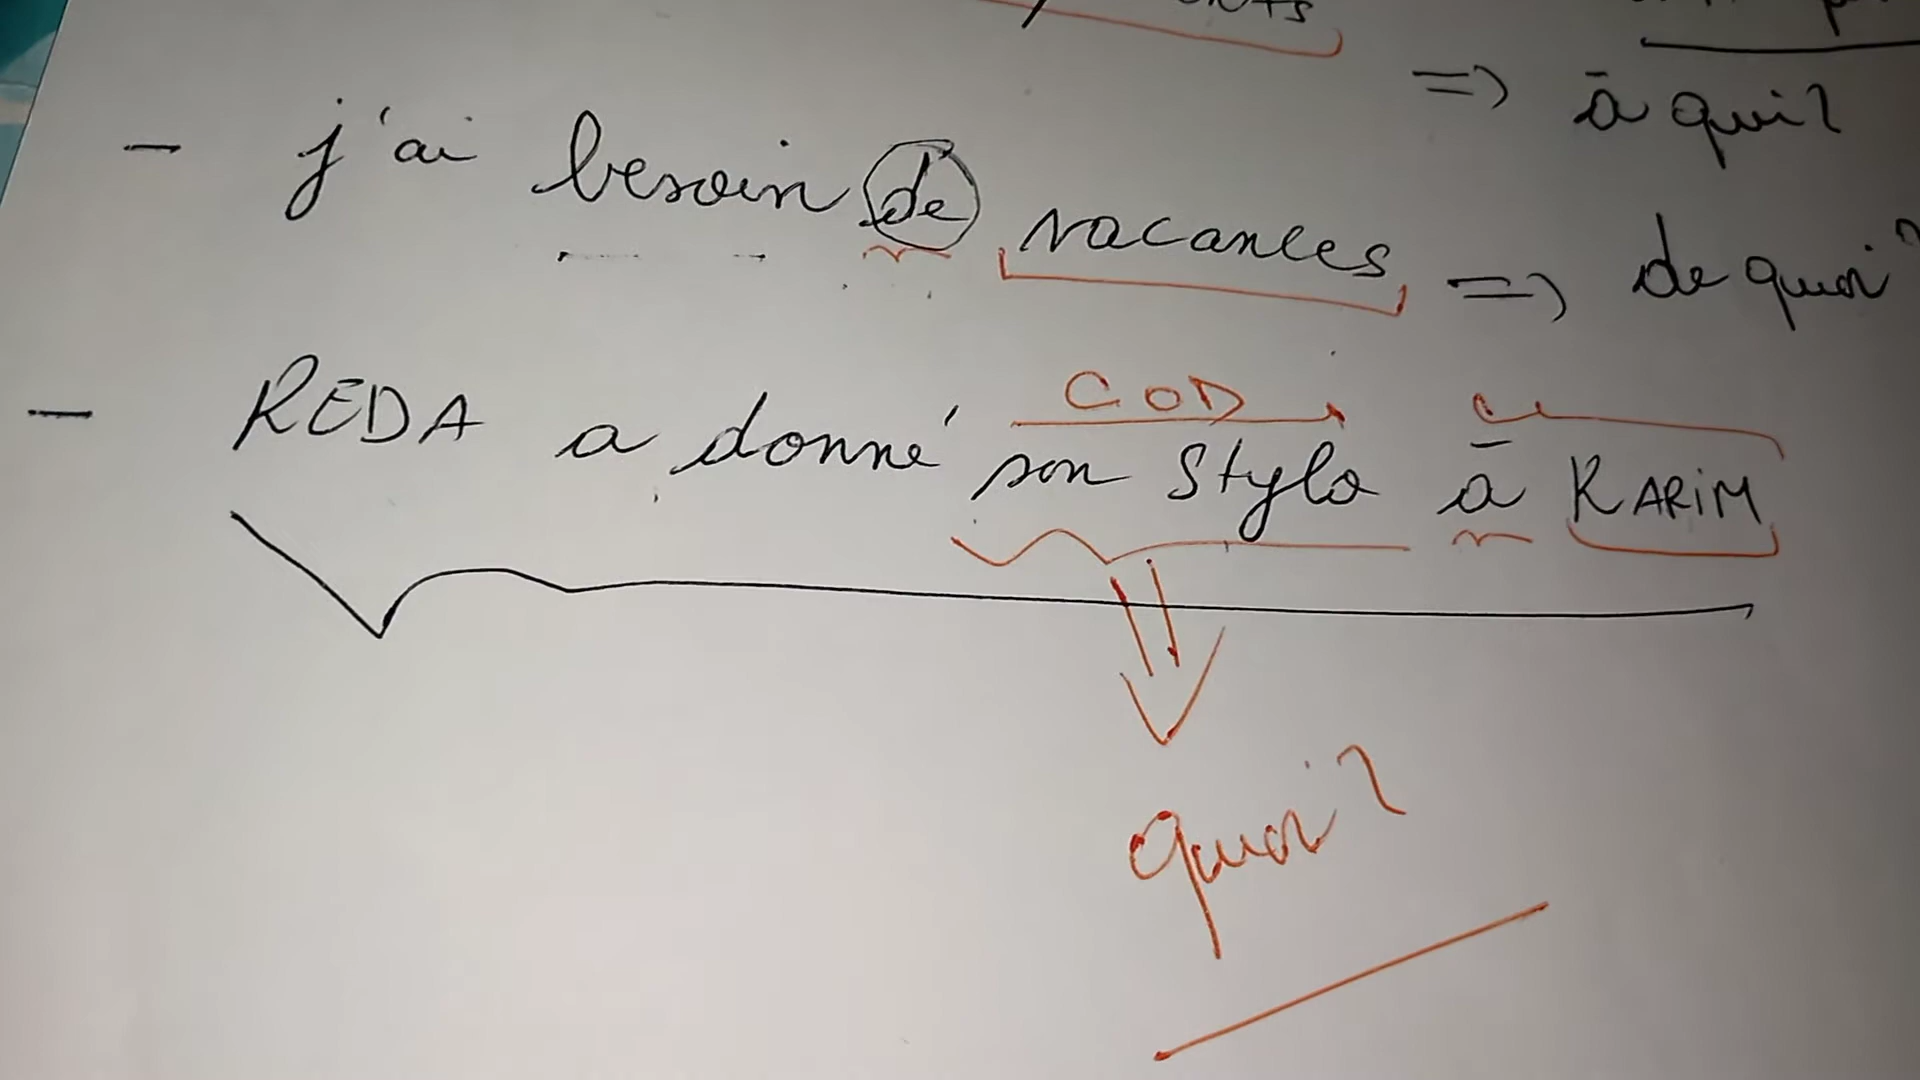 => à qui?
- j'ai besoin de vacances => de quoi?
COD
- REDA a donné son stylo à KARIM
quoi?